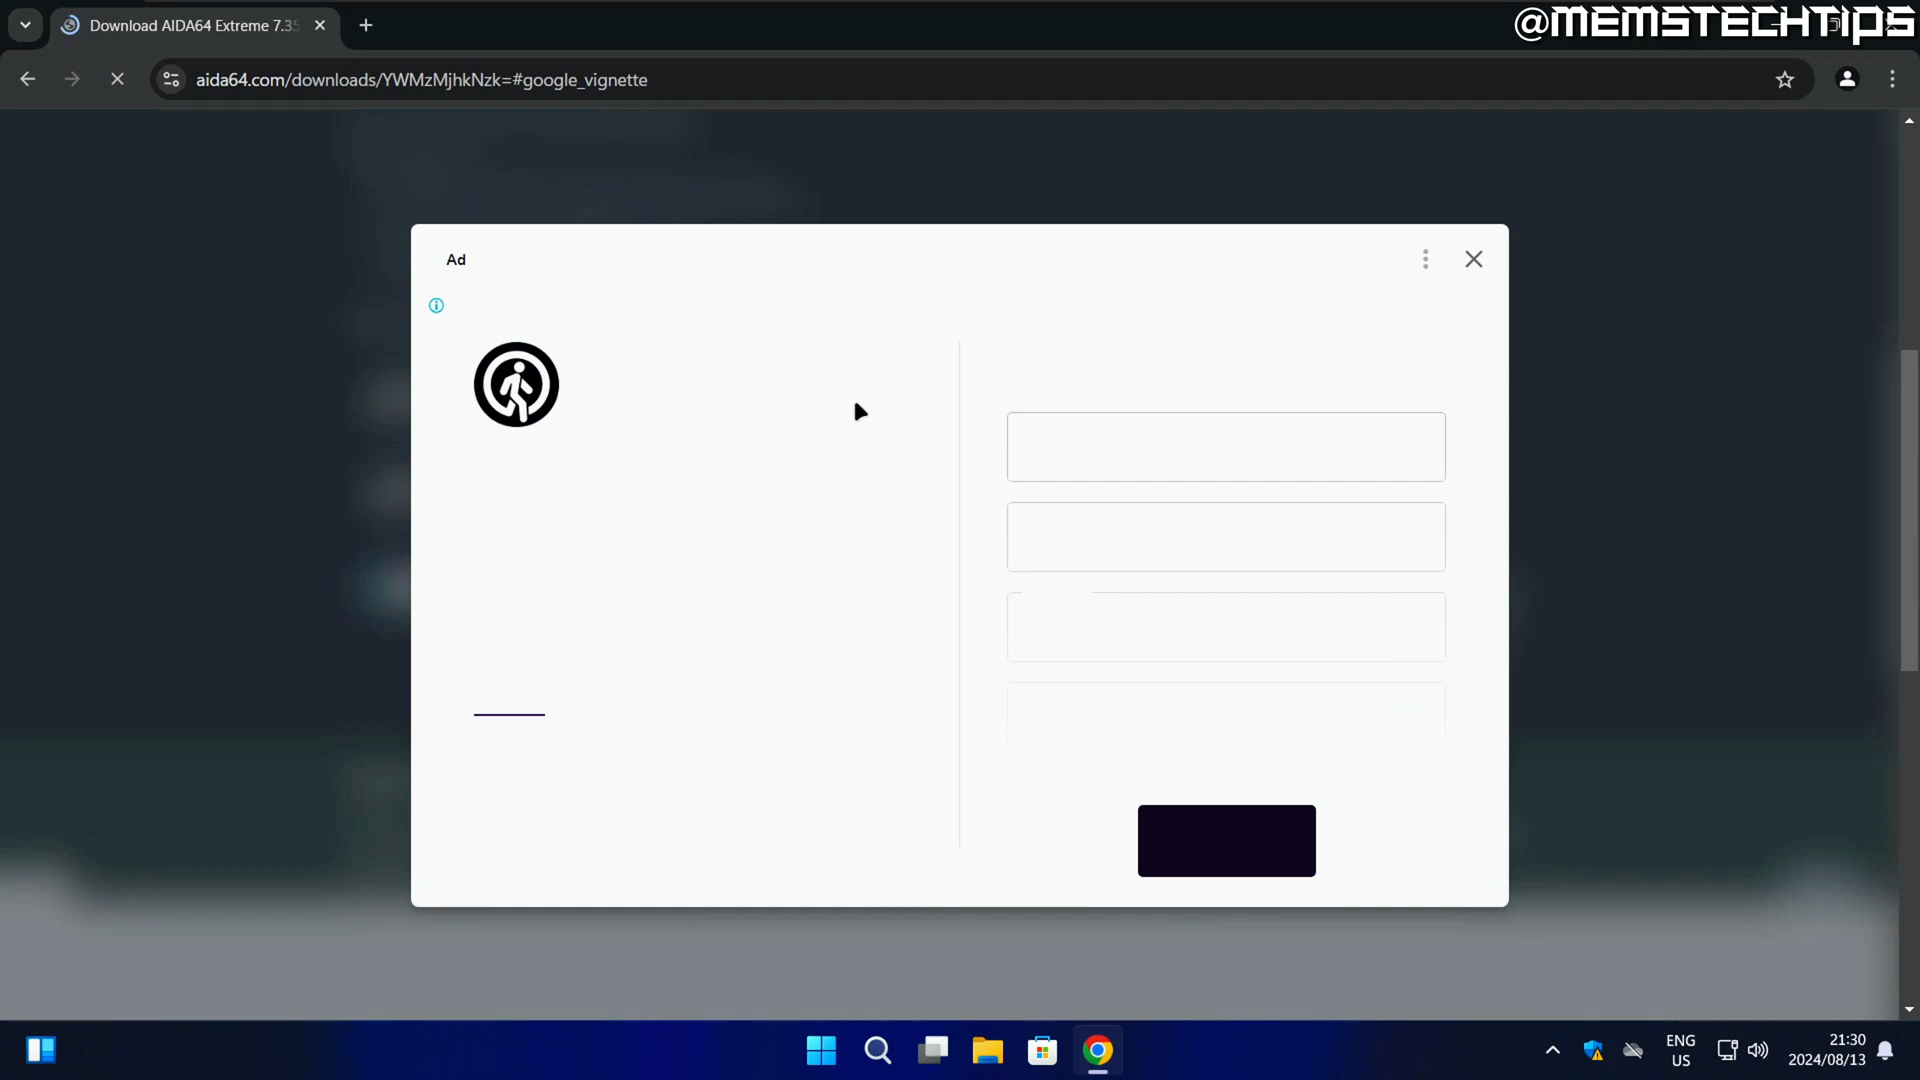 Download AIDA64 Extreme 7.35
@MEMSTECHTIPS
aida64.com/downloads/YWMzMjhkNzk=#google_vignette
Ad
ENG
US
21:30
2024/08/13